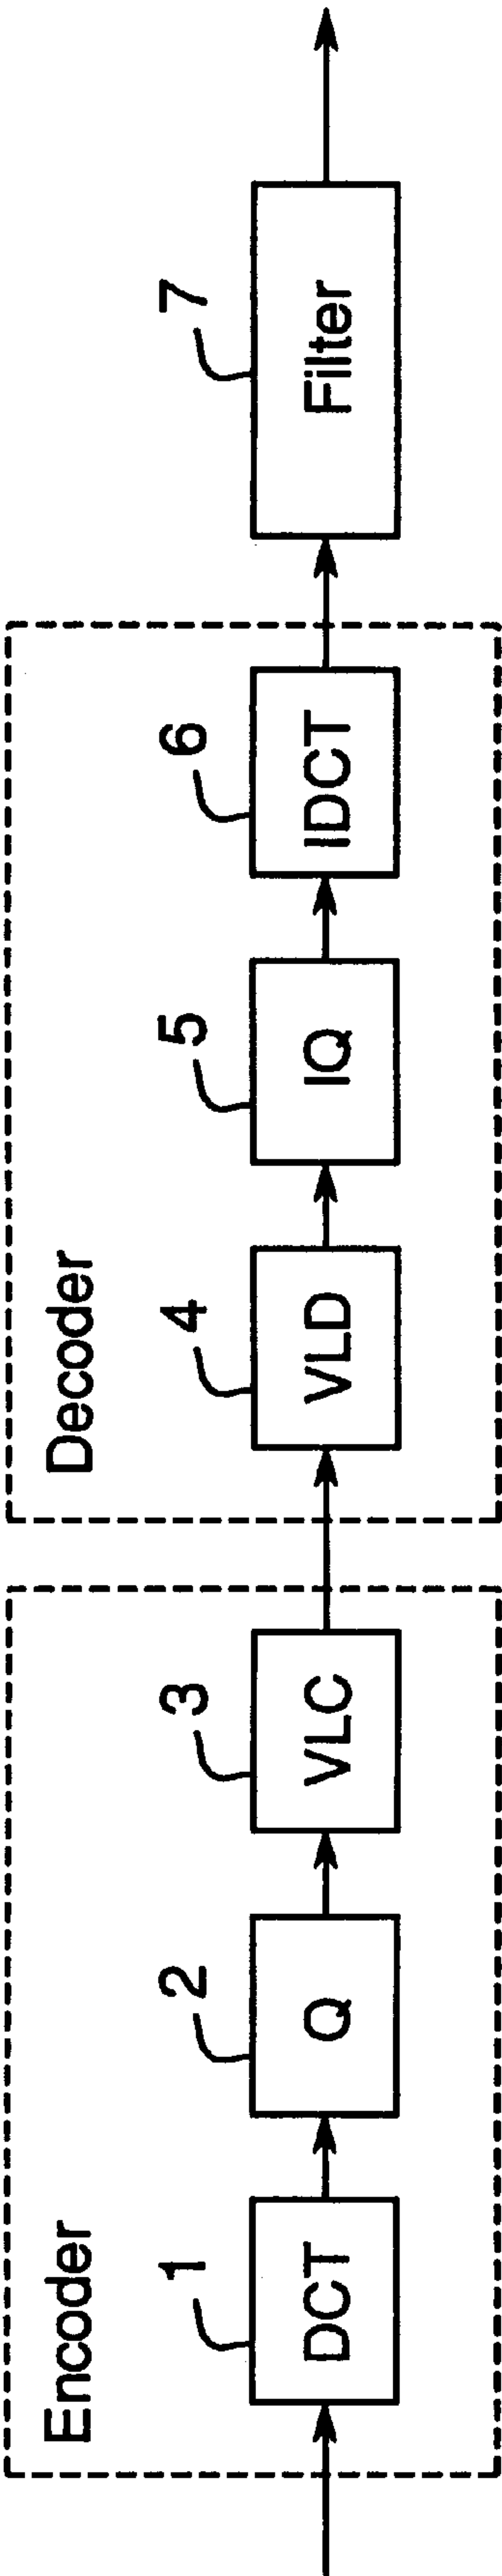 Encoder
1
DCT
2
Q
3
VLC
Decoder
4
VLD
5
IQ
6
IDCT
7
Filter